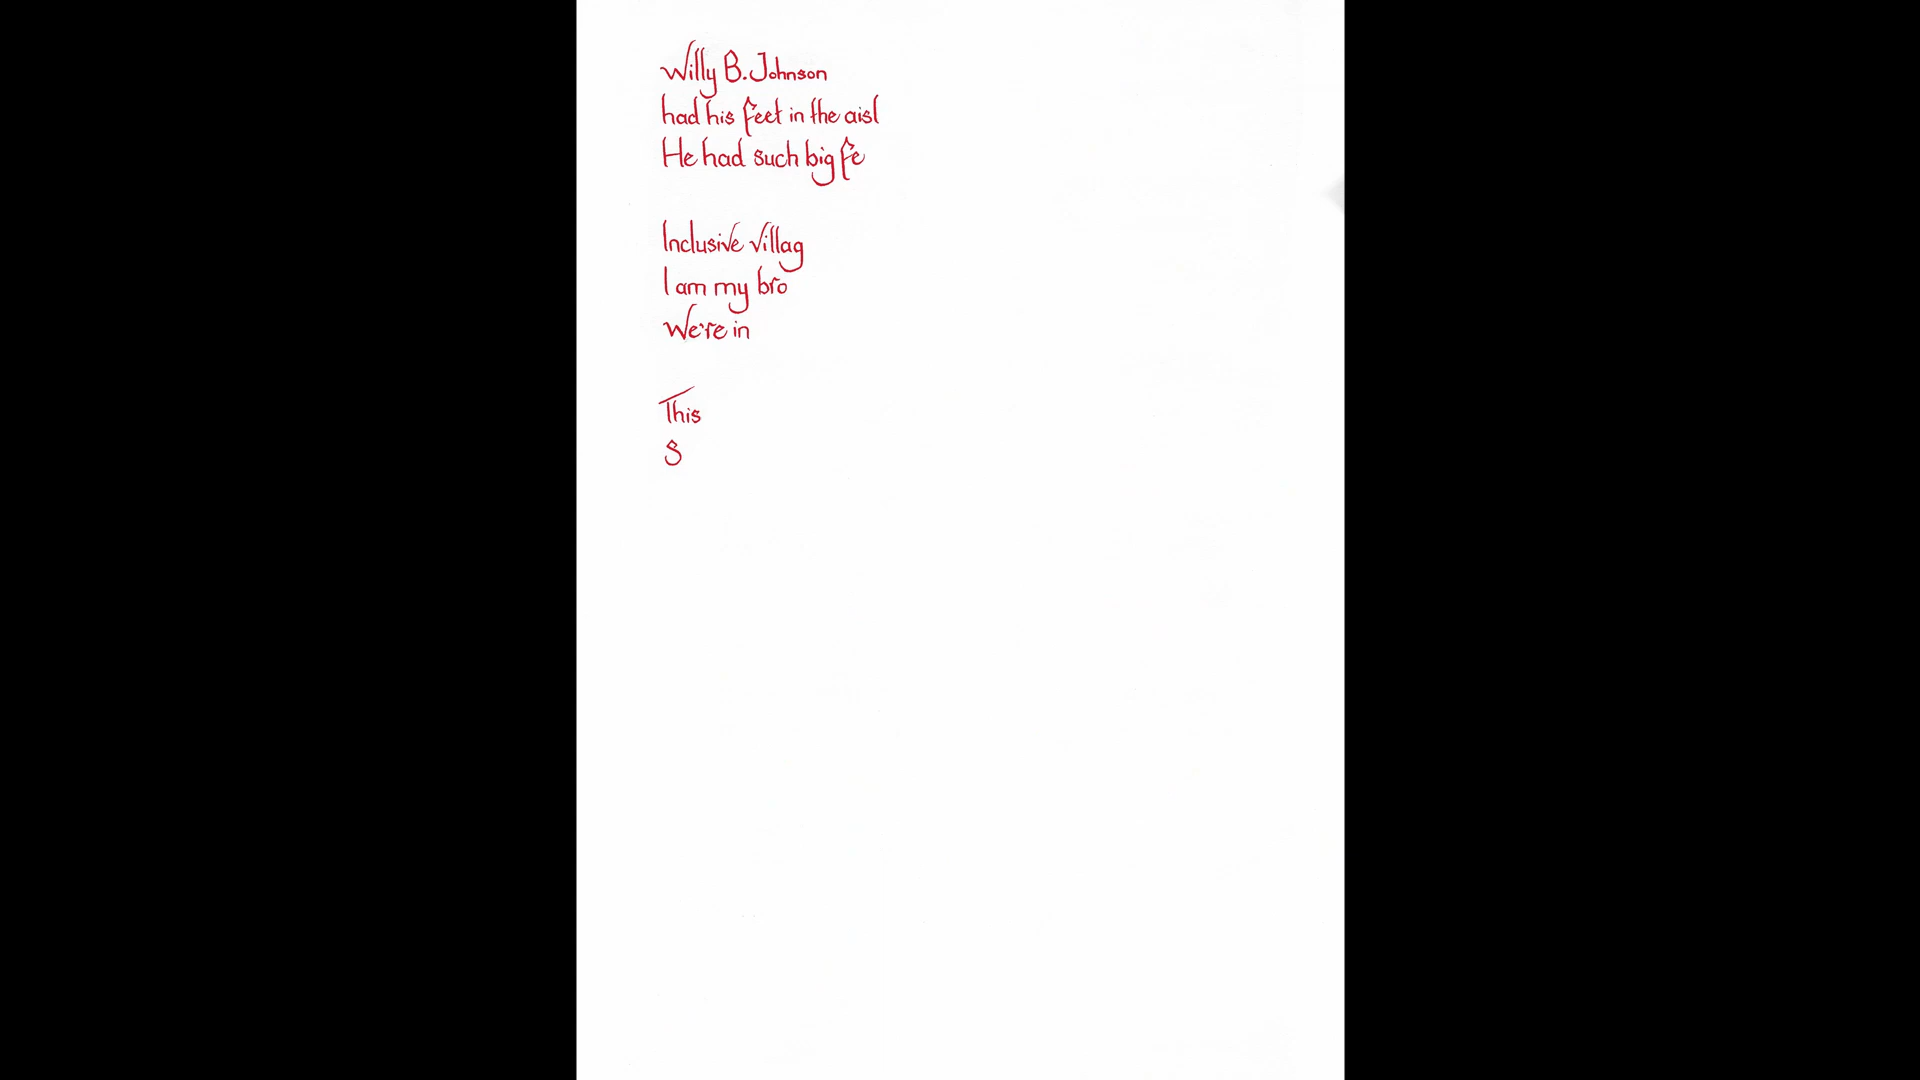 Willy B. Johnson
had his feet in the aisl
He had such big fe
Inclusive villag
I am my bro
We're in
This
S